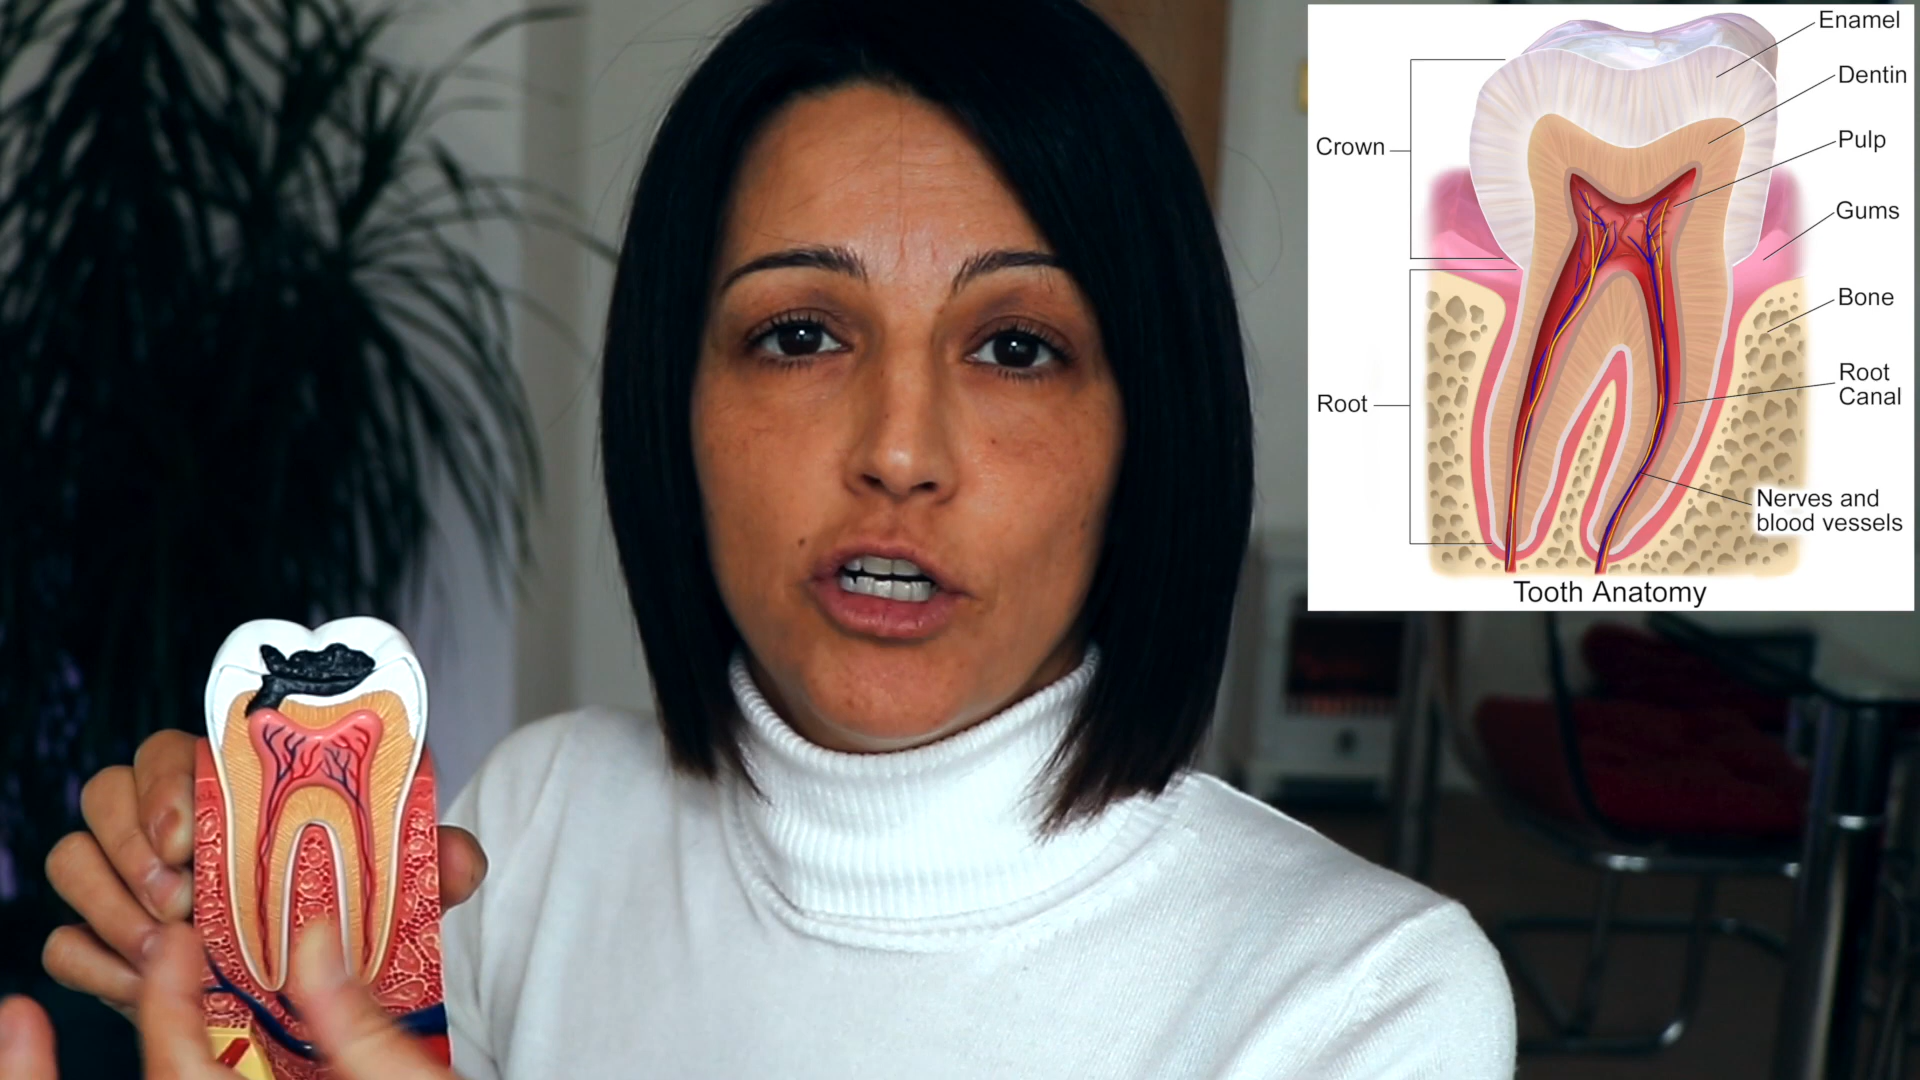 Enamel
Dentin
Crown
Pulp
Gums
Bone
Root
Canal
Root
Nerves and
blood vessels
Tooth Anatomy